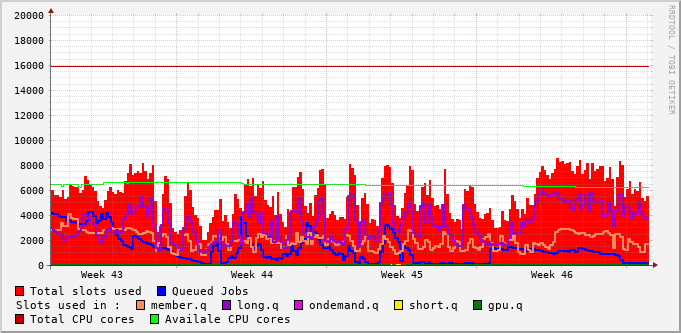 20000
18000
16000
14000
12000
10000
8000
6000
4000
2000
0
Week 43 Week 44 Week 45 Week 46
RRDTOOL / TOBI OETIKER
Total slots used Queued Jobs
Slots used in : member.q long.q ondemand.q short.q gpu.q
Total CPU cores Availale CPU cores